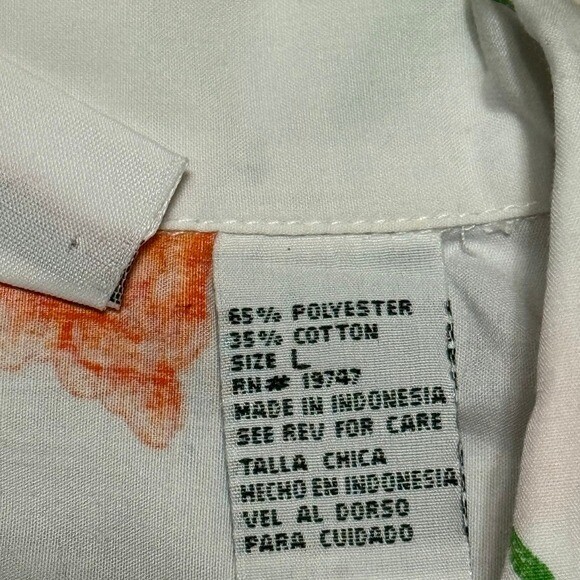 65% POLYESTER
35% COTTON
SIZE L
RN# 19747
MADE IN INDONESIA
SEE REV FOR CARE
TALLA CHICA
HECHO EN INDONESIA
VEL AL DORSO
PARA CUIDADO